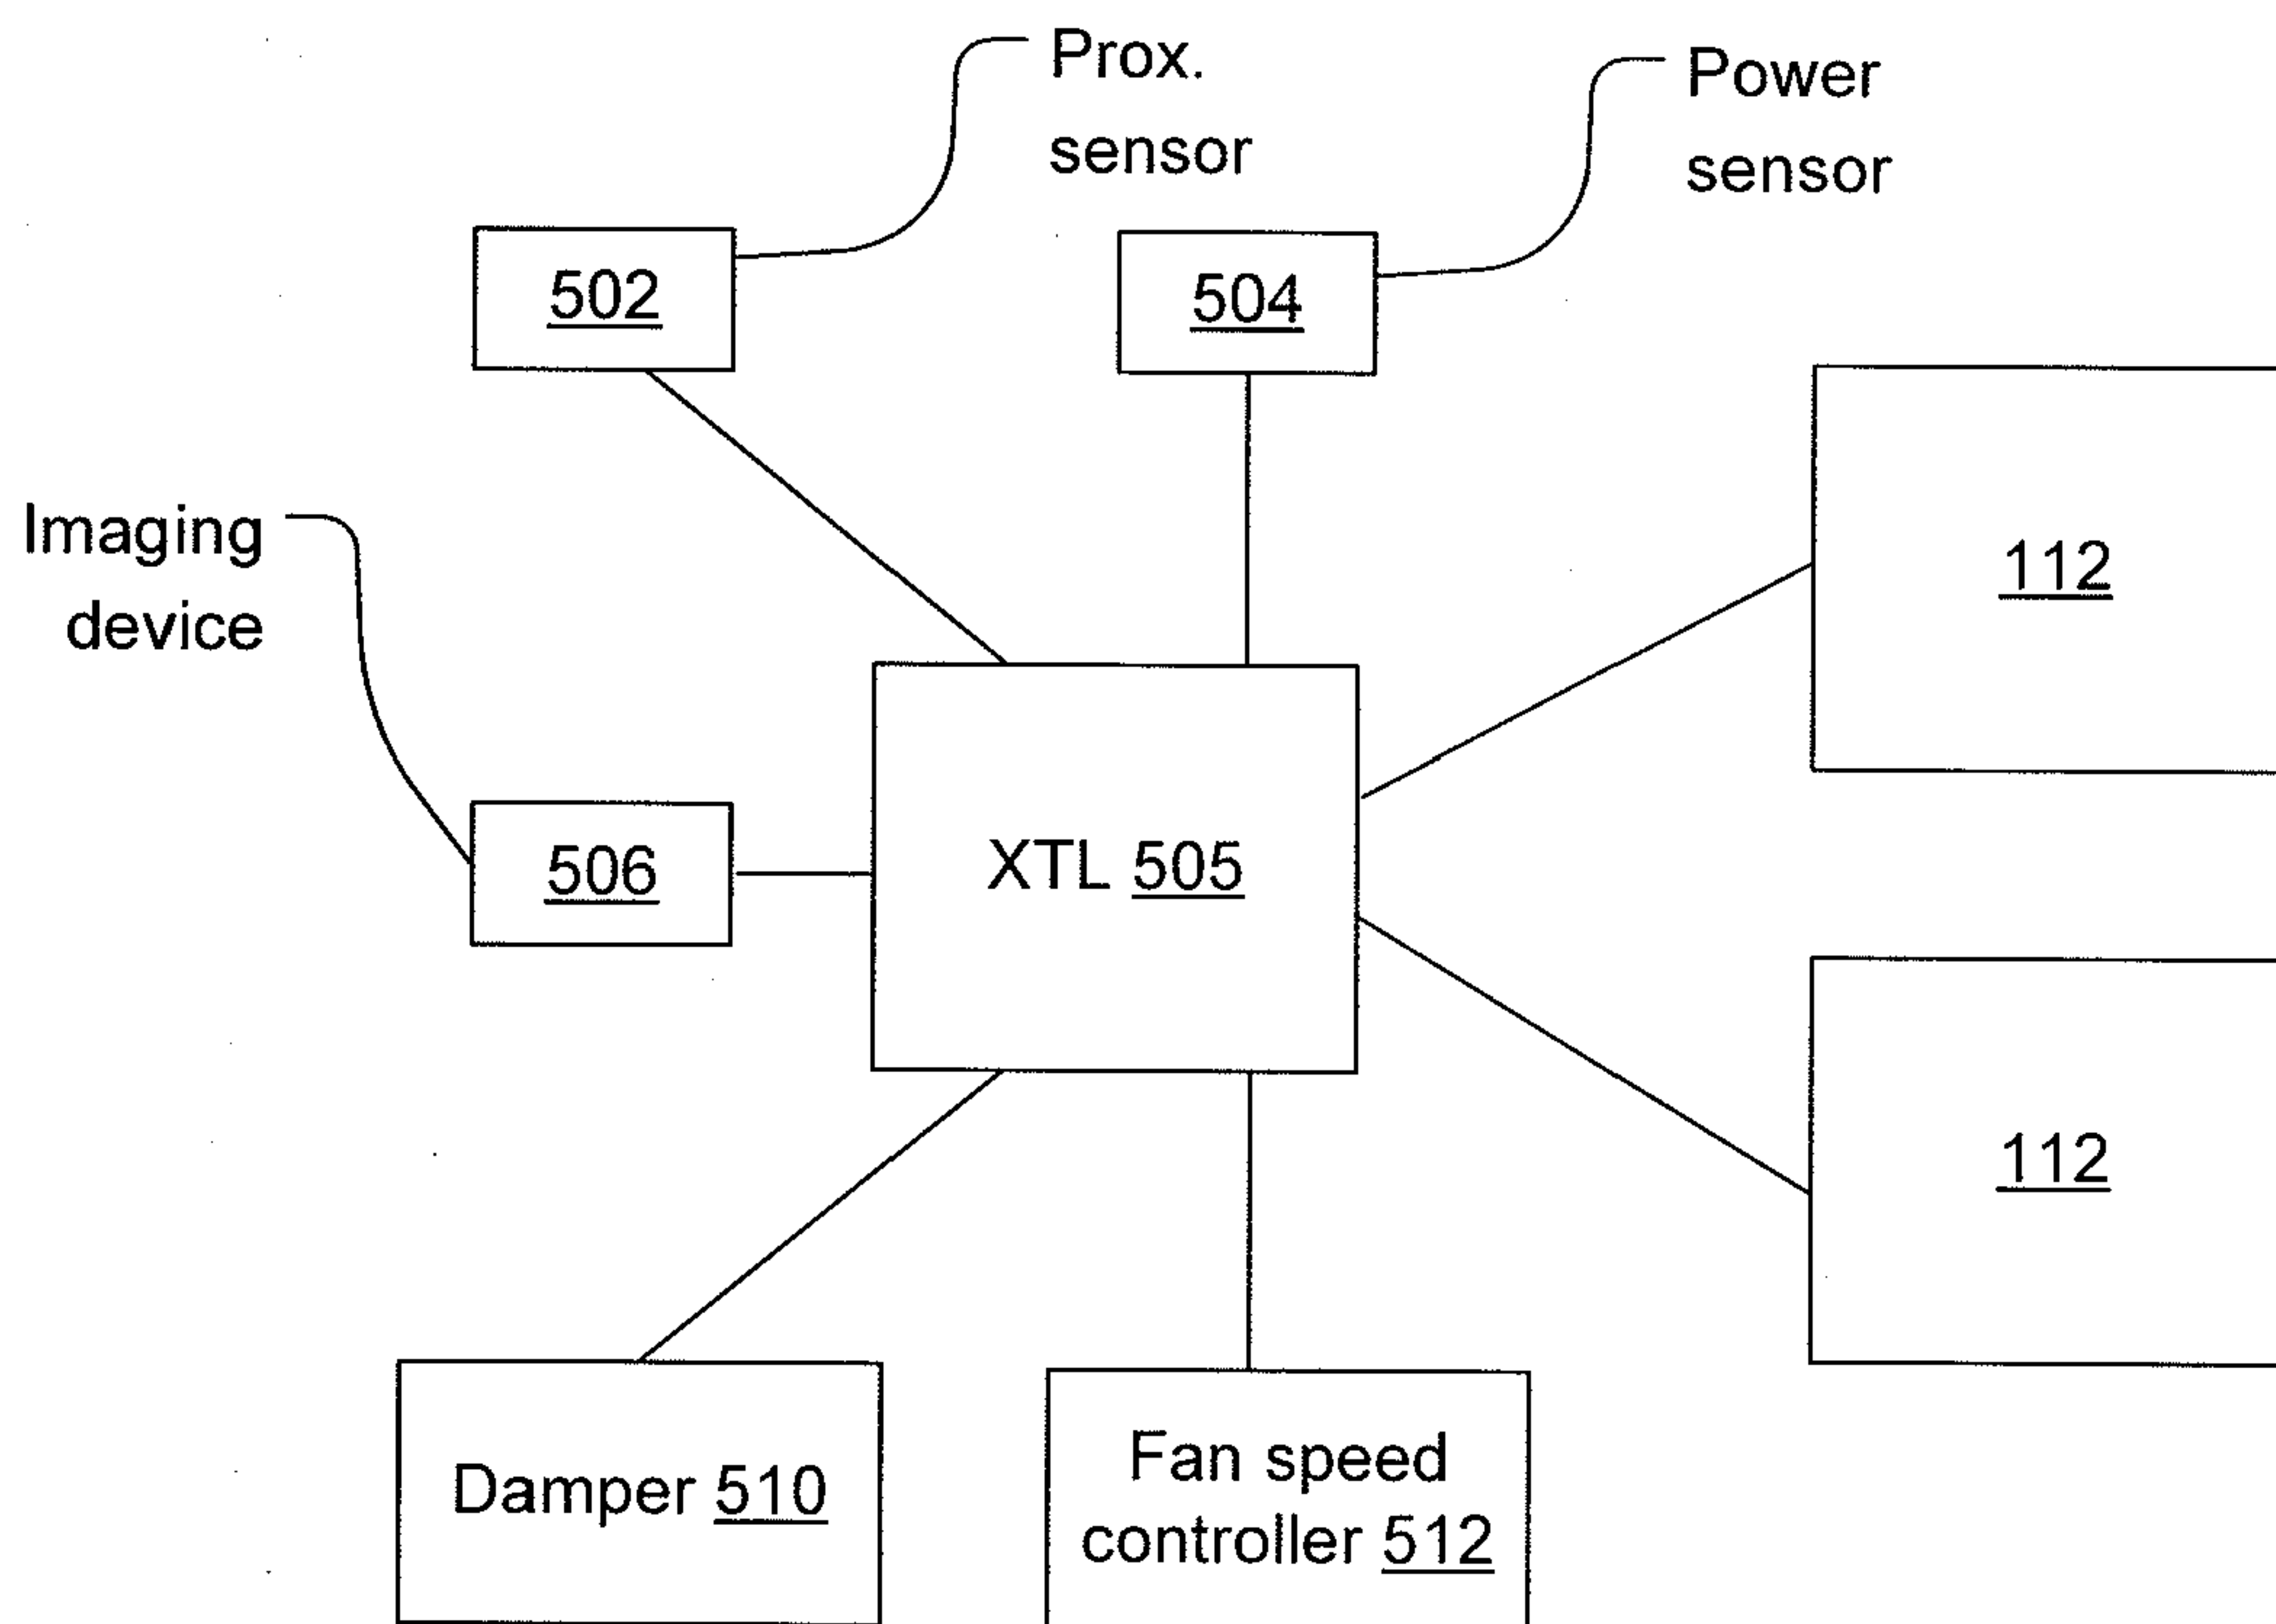 Prox.
sensor
Power
sensor
502
504
112
Imaging
device
506
XTL 505
112
Damper 510
Fan speed
controller 512